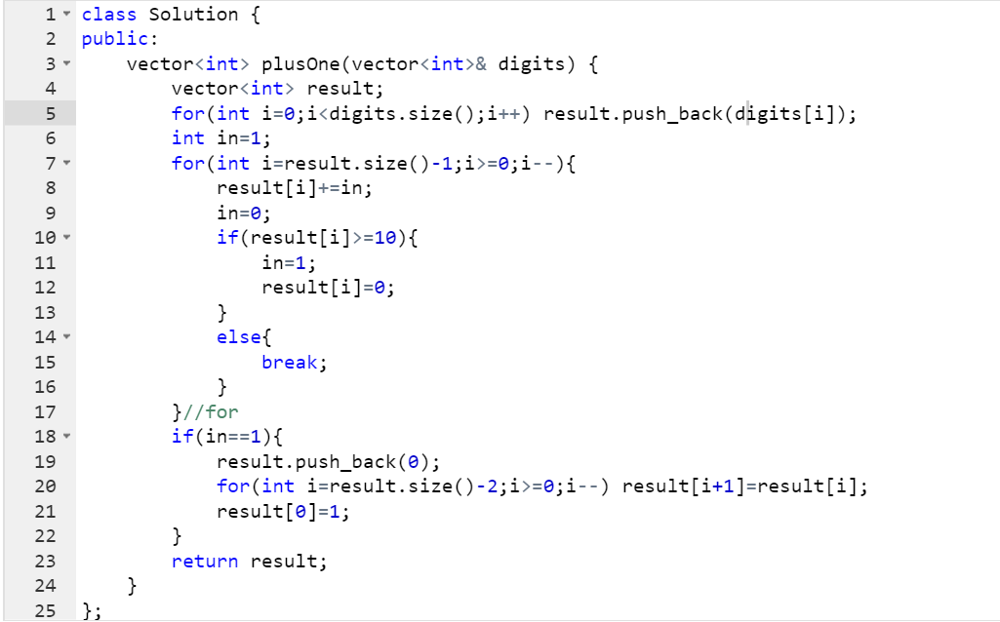 1 class Solution {
2 public:
3     vector<int> plusOne(vector<int>& digits) {
4         vector<int> result;
5         for(int i=0;i<digits.size();i++) result.push_back(digits[i]);
6         int in=1;
7         for(int i=result.size()-1;i>=0;i--){
8             result[i]+=in;
9             in=0;
10             if(result[i]>=10){
11                 in=1;
12                 result[i]=0;
13             }
14             else{
15                 break;
16             }
17         }//for
18         if(in==1){
19             result.push_back(0);
20             for(int i=result.size()-2;i>=0;i--) result[i+1]=result[i];
21             result[0]=1;
22         }
23         return result;
24     }
25 };